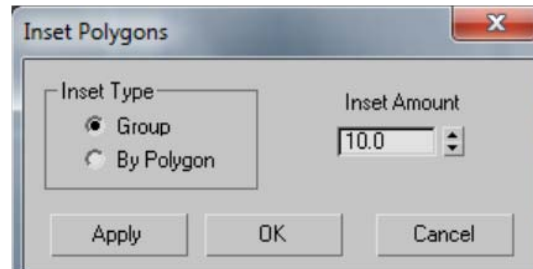 Inset Polygons
Inset Type
Group
By Polygon
Inset Amount
10.0
Apply
OK
Cancel